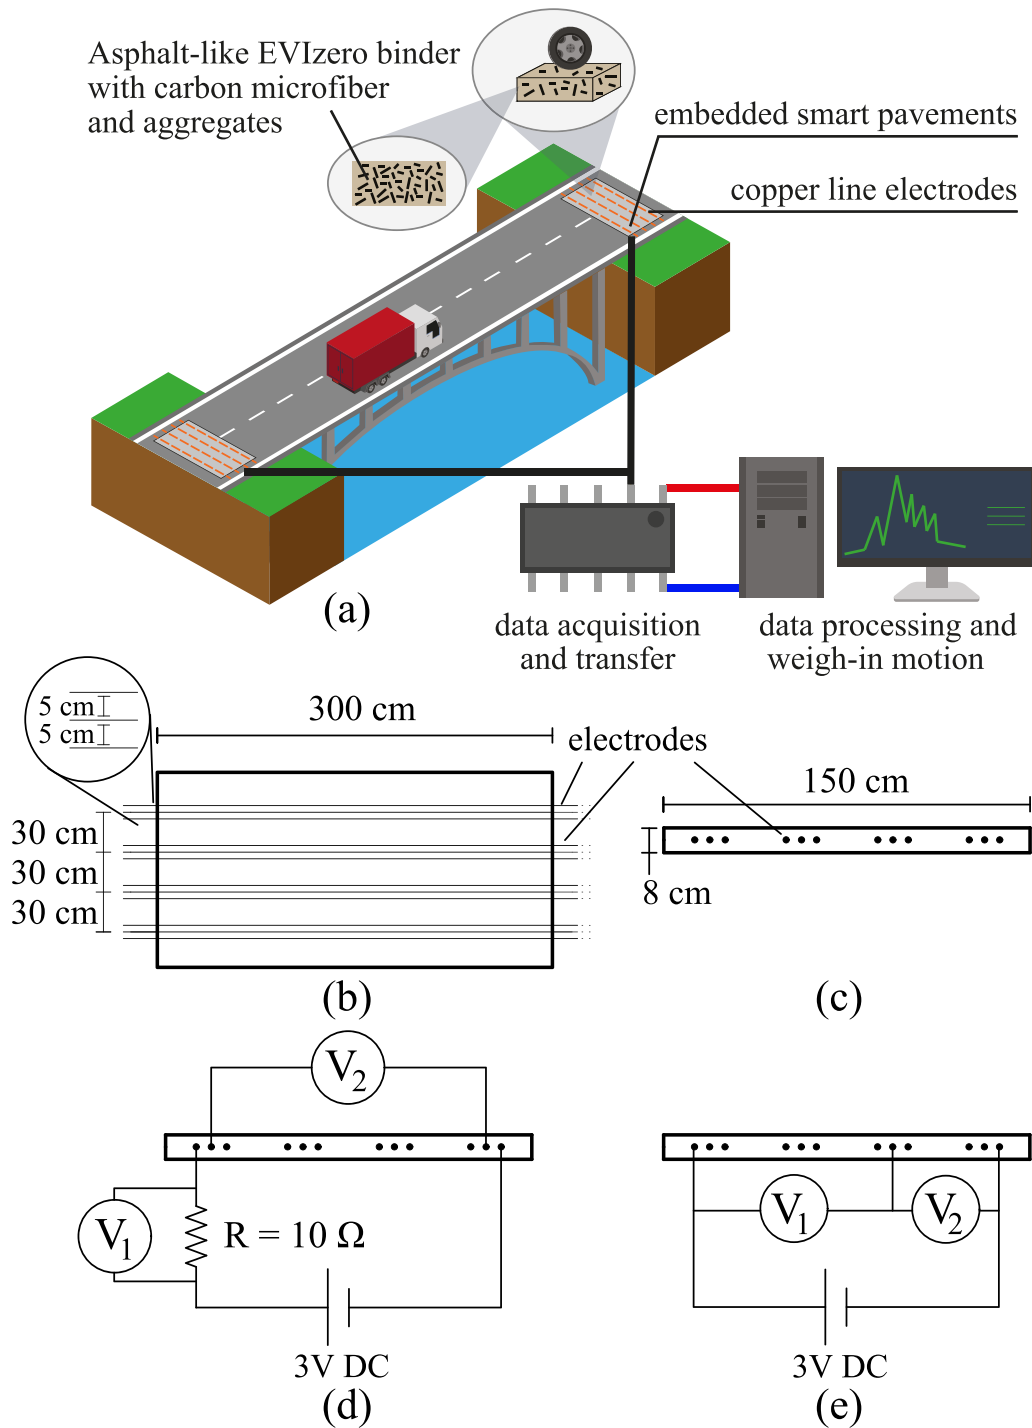 Asphalt-like EVIzero binder
with carbon microfiber
and aggregates
embedded smart pavements
copper line electrodes
(a)
data acquisition
and transfer
data processing and
weigh-in motion
5 cm
5 cm
300 cm
electrodes
30 cm
30 cm
30 cm
(b)
150 cm
8 cm
(c)
V2
V1
R = 10 Ω
3V DC
(d)
V1
V2
3V DC
(e)